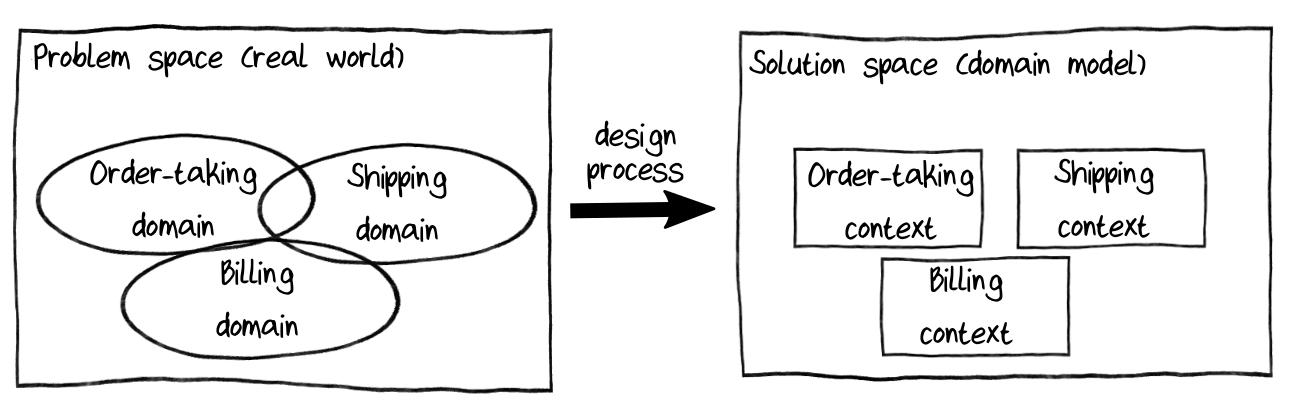 Problem space (real world)
Order-taking
domain
Shipping
domain
Billing
domain
design
process
Solution space (domain model)
Order-taking
context
Shipping
context
Billing
context